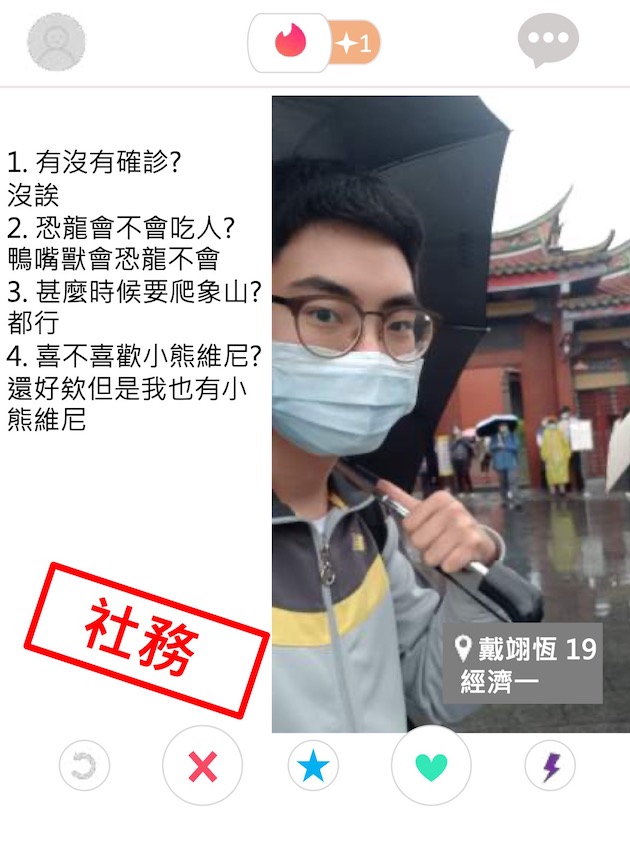 1
1. 有沒有確診?
沒誒
2. 恐龍會不會吃人?
鴨嘴獸會恐龍不會
3. 甚麼時候要爬象山?
都行
4. 喜不喜歡小熊維尼?
還好欸但是我也有小
熊維尼
社務
戴翊恆 19
經濟一